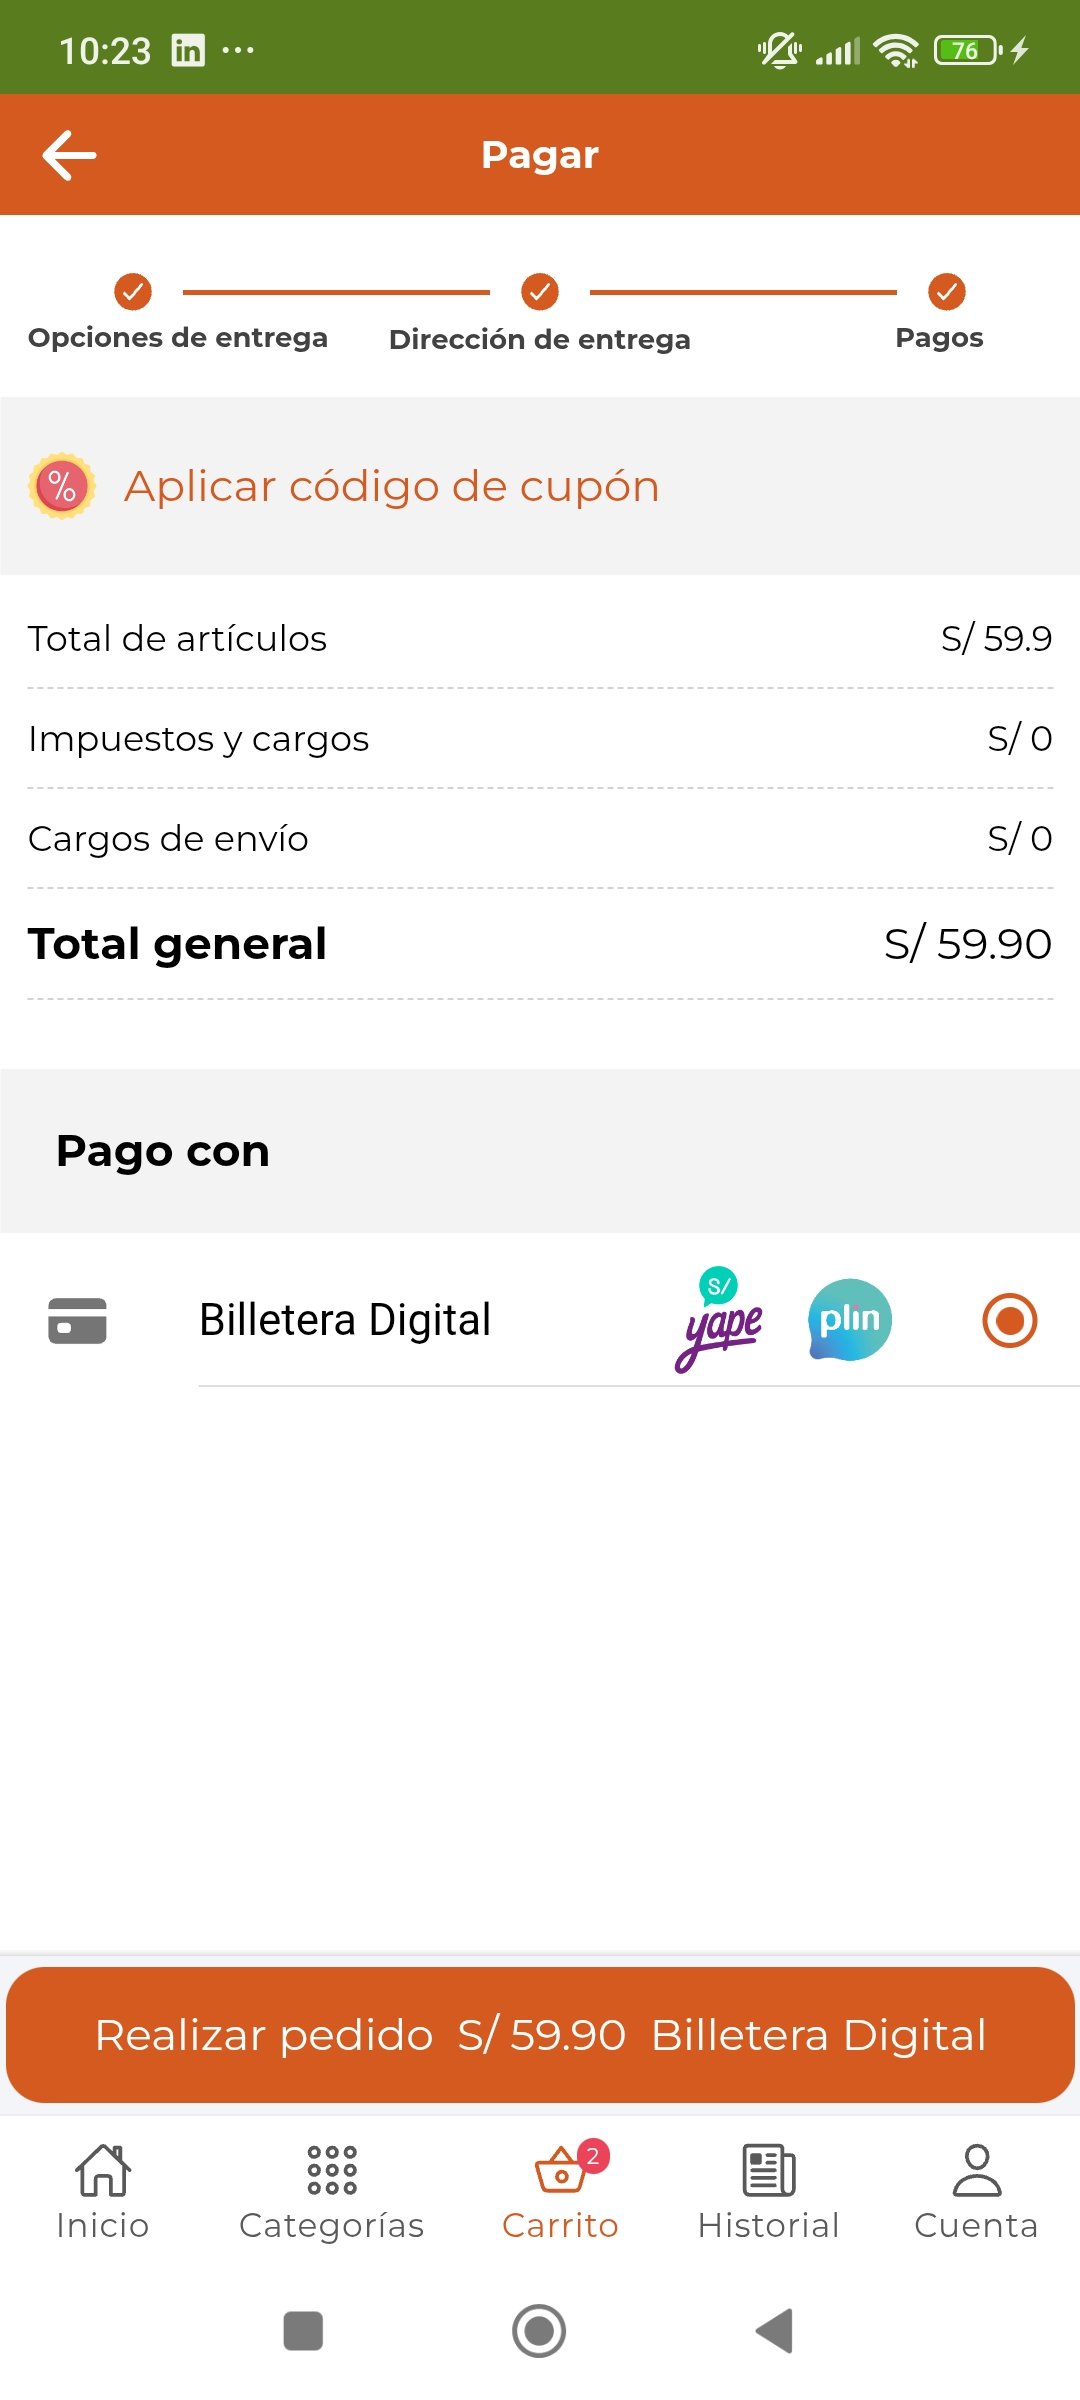 10:23 in ... 76
Pagar
Opciones de entrega Dirección de entrega Pagos
% Aplicar código de cupón
Total de artículos S/ 59.9
Impuestos y cargos S/ 0
Cargos de envío S/ 0
Total general S/ 59.90
Pago con
Billetera Digital S/ yape plin
Realizar pedido S/ 59.90 Billetera Digital
2
Inicio Categorías Carrito Historial Cuenta